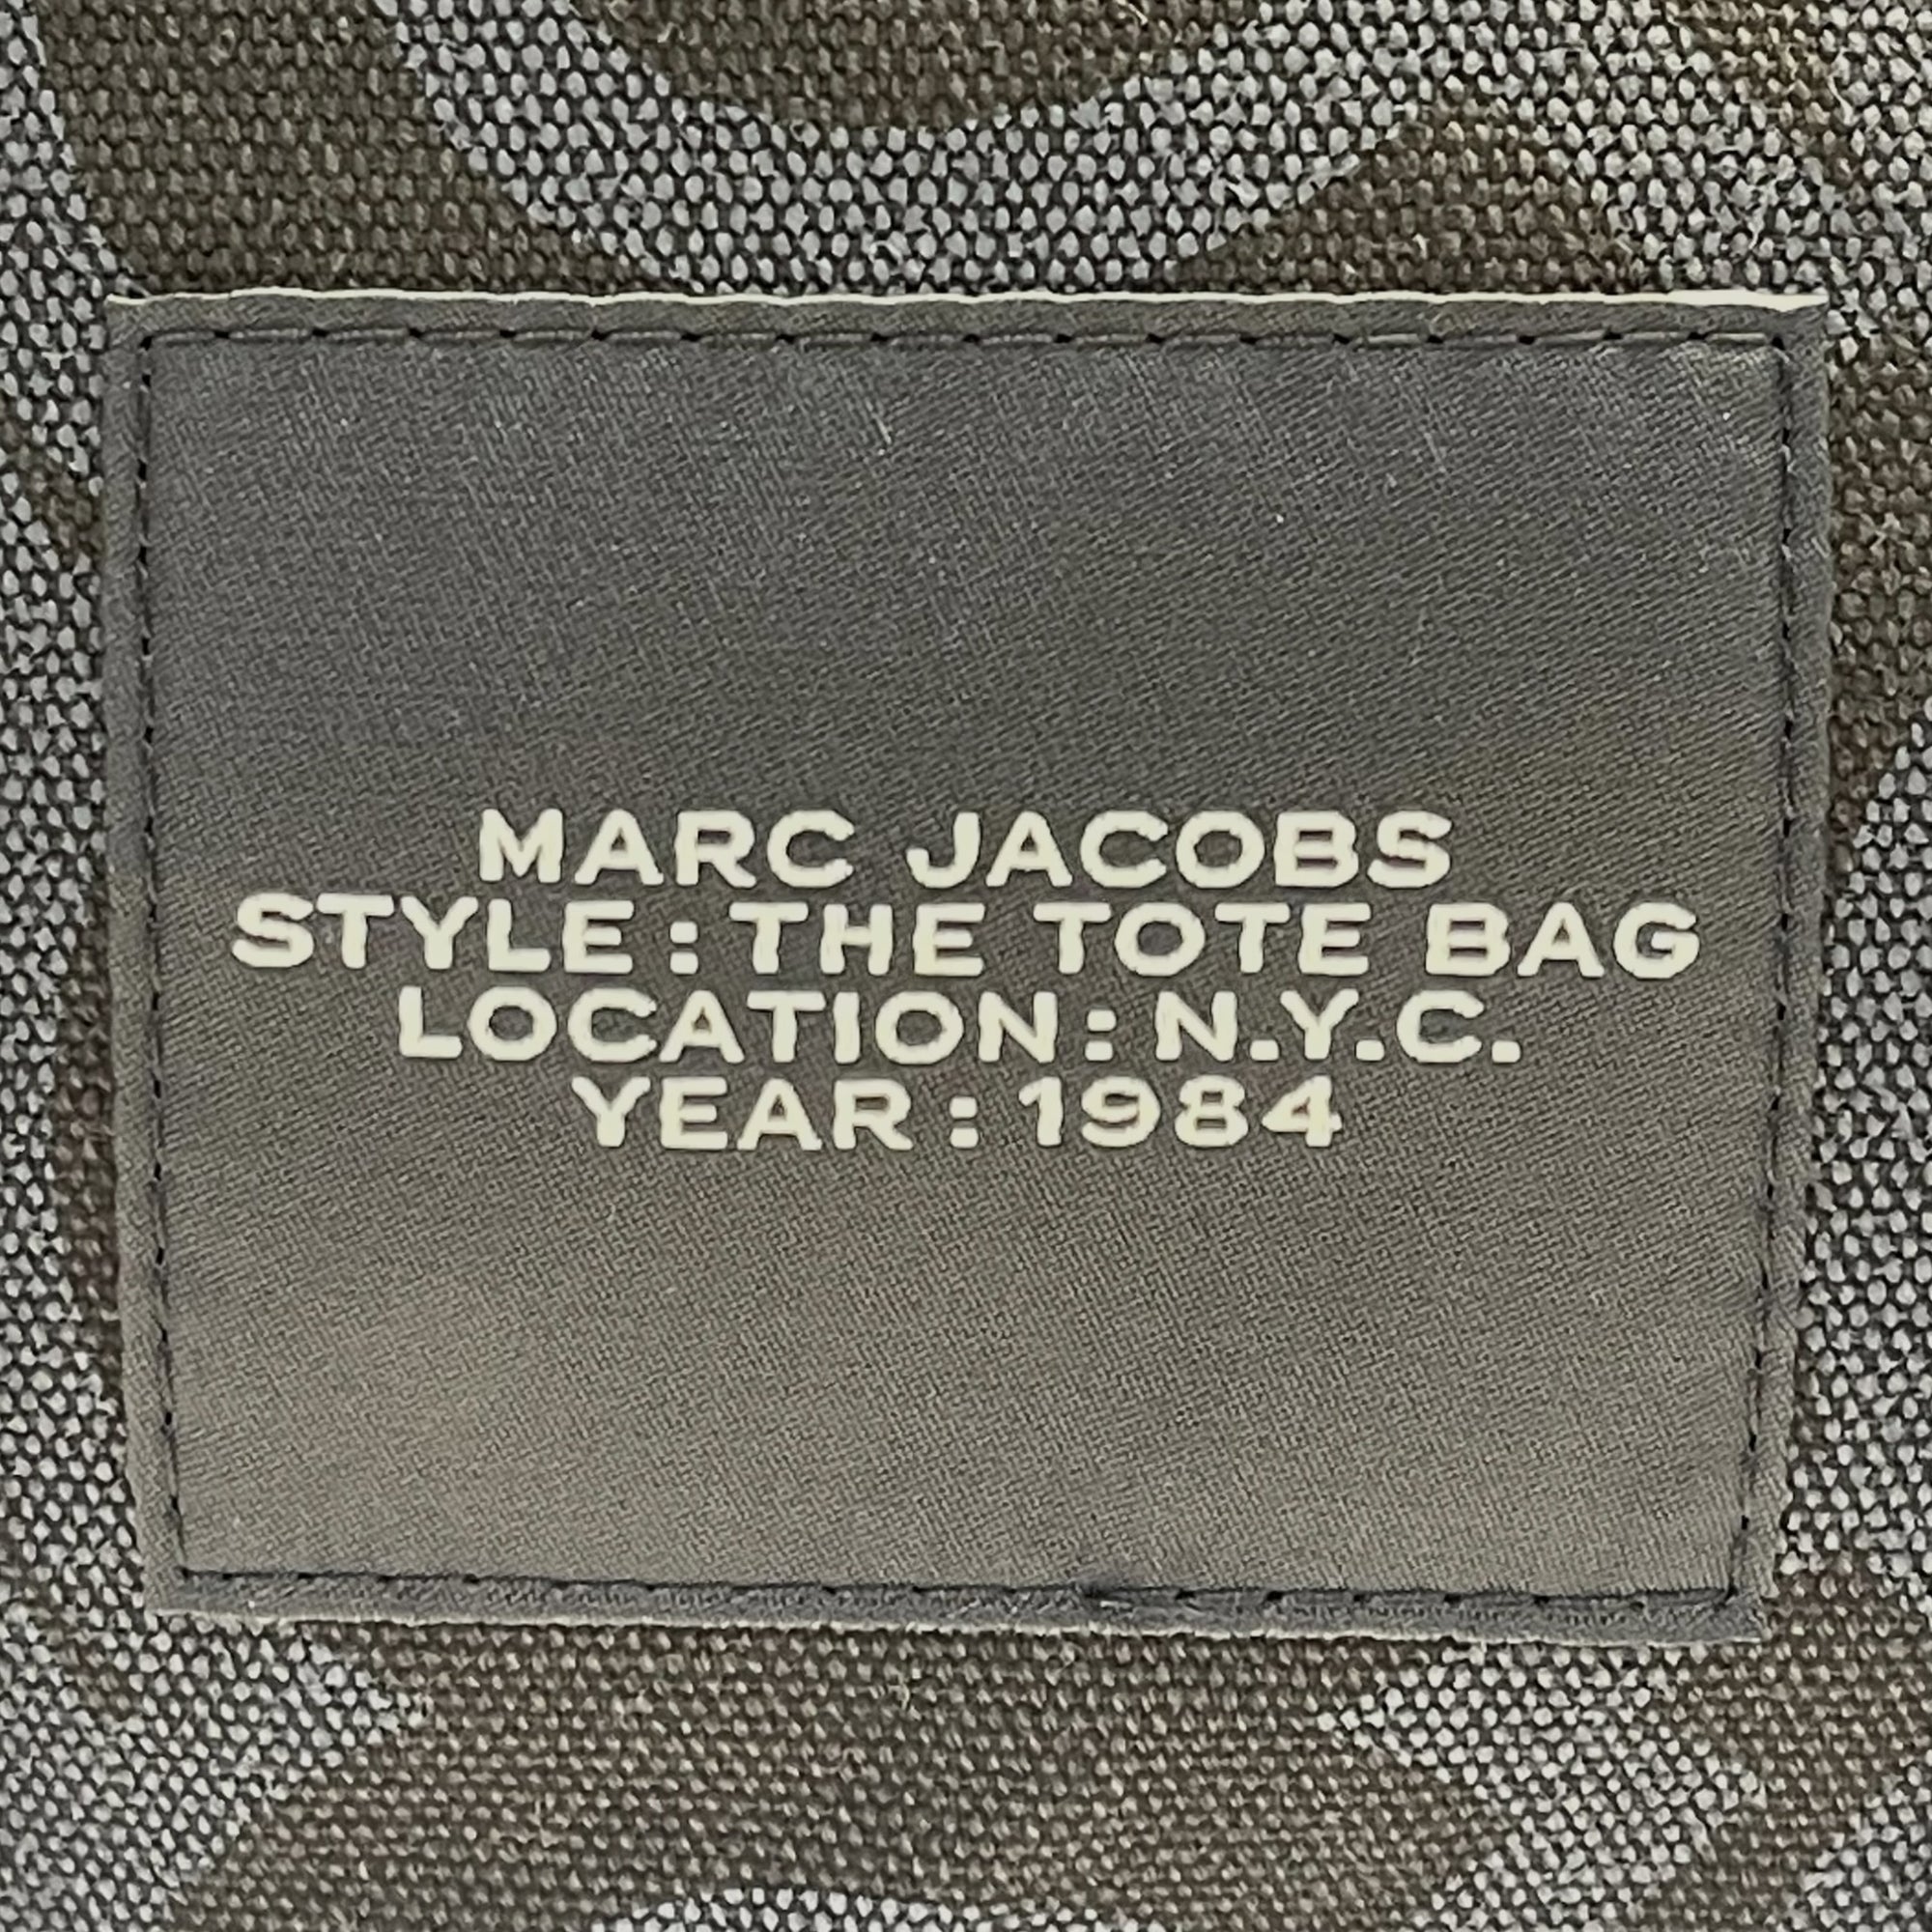 MARC JACOBS
STYLE : THE TOTE BAG
LOCATION : N.Y.C.
YEAR : 1984